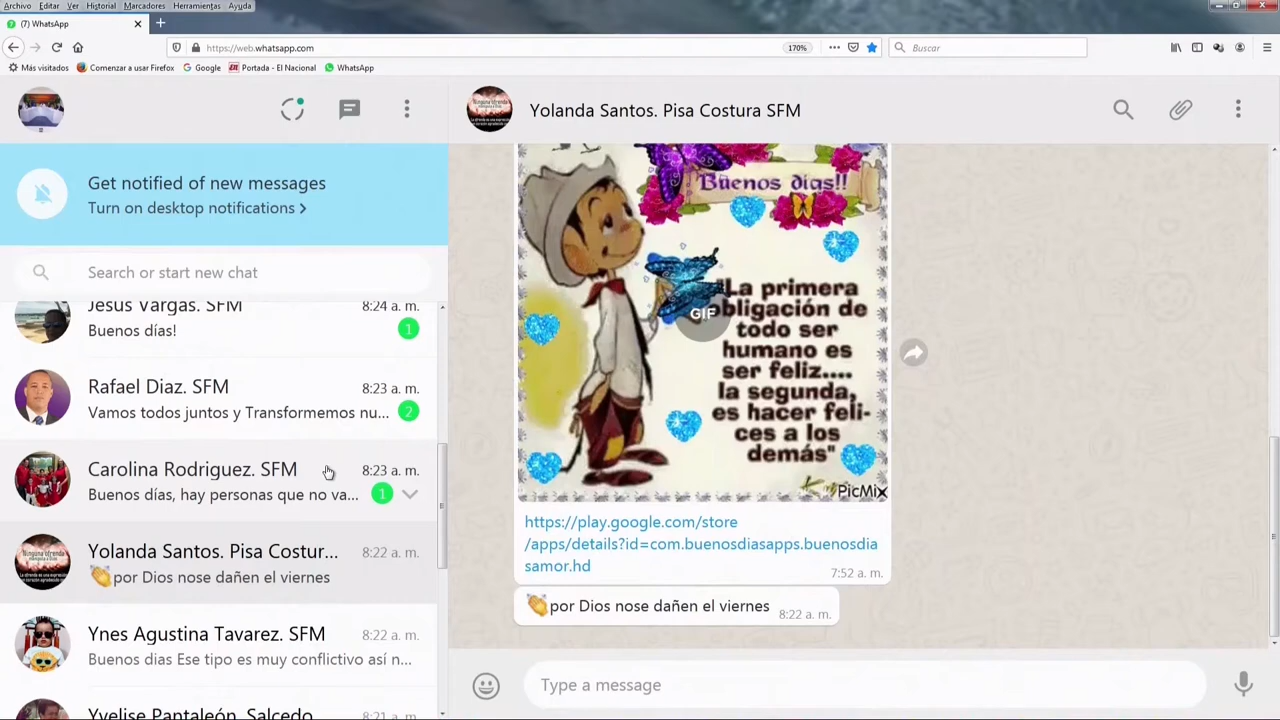 Archivo Editar Ver Historial Marcadores Herramientas Ayuda
(7) WhatsApp
https://web.whatsapp.com
170%
Buscar
Más visitados
Comenzar a usar Firefox
Google
Portada - El Nacional
WhatsApp
Yolanda Santos. Pisa Costura SFM
Get notified of new messages
Turn on desktop notifications >
Search or start new chat
Jesus Vargas. SFM
8:24 a. m.
Buenos días!
1
Rafael Diaz. SFM
8:23 a. m.
Vamos todos juntos y Transformemos nu...
2
Carolina Rodriguez. SFM
8:23 a. m.
Buenos días, hay personas que no va...
1
Yolanda Santos. Pisa Costur...
8:22 a. m.
👏por Dios nose dañen el viernes
Ynes Agustina Tavarez. SFM
8:22 a. m.
Buenos dias Ese tipo es muy conflictivo así n...
Yvelise Pantaleón. Salcedo
8:21 a. m.
Buenos días!!
GIF
"La primera
obligación de
todo ser
humano es
ser feliz....
la segunda,
es hacer feli-
ces a los
demás"
PicMix
https://play.google.com/store
/apps/details?id=com.buenosdiasapps.buenosdia
samor.hd
7:52 a. m.
👏por Dios nose dañen el viernes
8:22 a. m.
Type a message